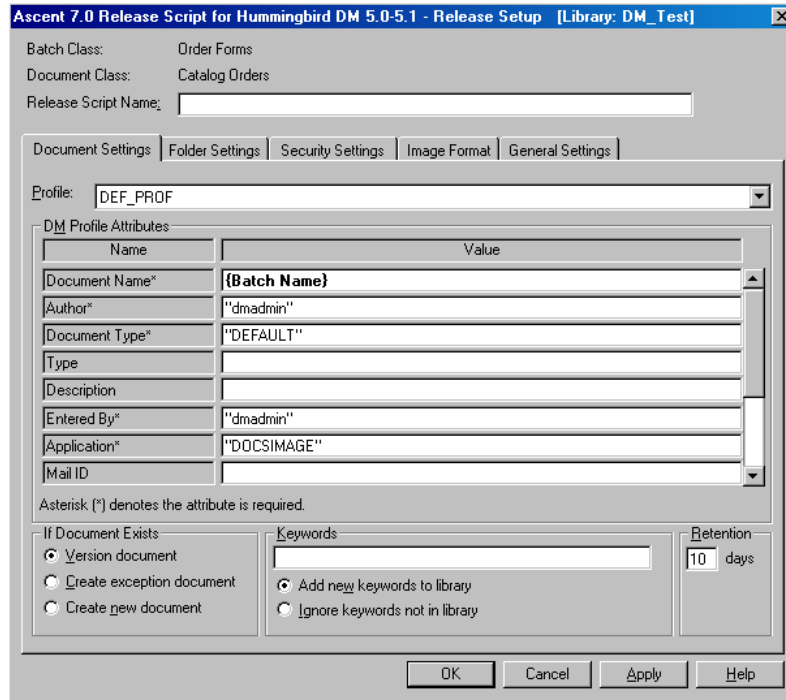 Ascent 7.0 Release Script for Hummingbird DM 5.0-5.1 - Release Setup [Library: DM_Test]
Batch Class: Order Forms
Document Class: Catalog Orders
Release Script Name:
Document Settings Folder Settings Security Settings Image Format General Settings
Profile: DEF_PROF
DM Profile Attributes
Name Value
Document Name* {Batch Name}
Author* "dmadmin"
Document Type* "DEFAULT"
Type
Description
Entered By* "dmadmin"
Application* "DOCSIMAGE"
Mail ID
Asterisk (*) denotes the attribute is required.
If Document Exists Keywords Retention
Version document 10 days
Create exception document Add new keywords to library
Create new document Ignore keywords not in library
OK Cancel Apply Help